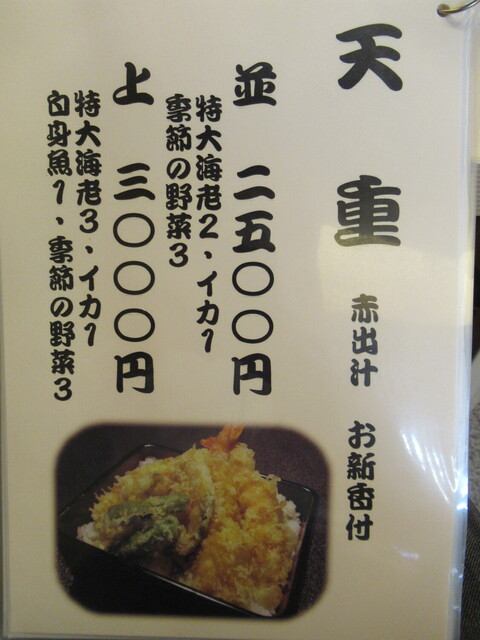 天重 赤出汁 お新香付
並 二五〇〇円
特大海老2、イカ1
季節の野菜3
上 三〇〇〇円
特大海老3、イカ1
白身魚1、季節の野菜3